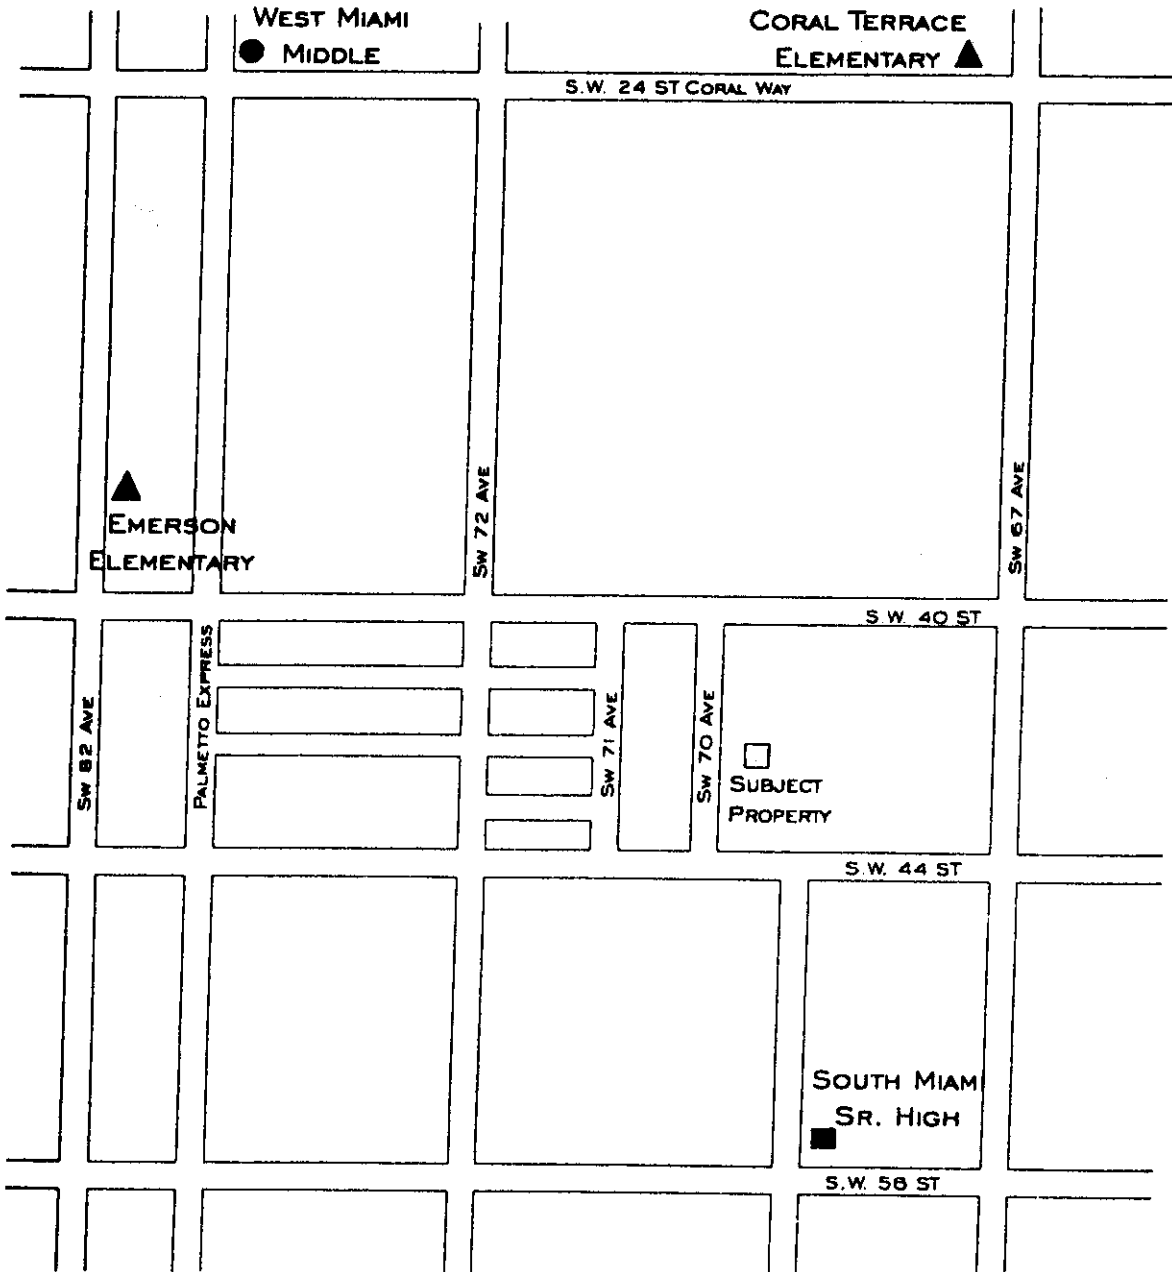 WEST MIAMI
MIDDLE
CORAL TERRACE
ELEMENTARY
S.W. 24 ST CORAL WAY
EMERSON
ELEMENTARY
SW 72 AVE
SW 67 AVE
S.W. 40 ST
SW 82 AVE
PALMETTO EXPRESS
SW 71 AVE
SW 70 AVE
SUBJECT
PROPERTY
S.W. 44 ST
SOUTH MIAMI
SR. HIGH
S.W. 56 ST